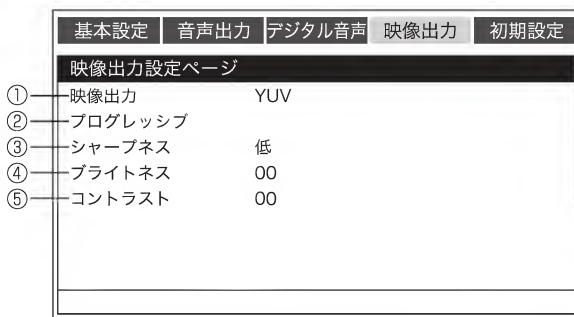 基本設定 音声出力 デジタル音声 映像出力 初期設定
映像出力設定ページ
① 映像出力 YUV
② プログレッシブ
③ シャープネス 低
④ ブライトネス 00
⑤ コントラスト 00